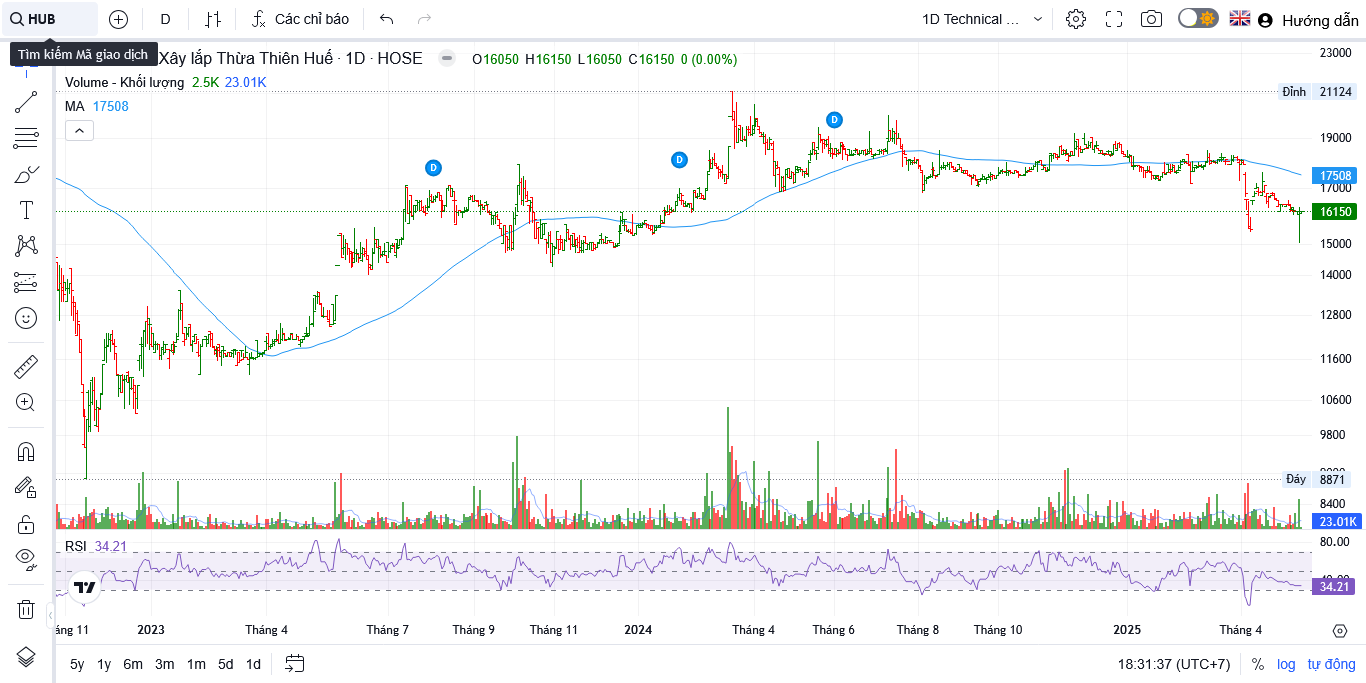 HUB D Các chỉ báo 1D Technical ... Hướng dẫn
Tìm kiếm Mã giao dịch Xây lắp Thừa Thiên Huế · 1D · HOSE O16050 H16150 L16050 C16150 0 (0.00%)
Volume - Khối lượng 2.5K 23.01K
MA 17508
23000
Đỉnh 21124
D
19000
D
D
17508
17000
16150
15000
14000
12800
11600
10600
9800
Đáy 8871
8400
23.01K
RSI 34.21
80.00
34.21
áng 11 2023 Tháng 4 Tháng 7 Tháng 9 Tháng 11 2024 Tháng 4 Tháng 6 Tháng 8 Tháng 10 2025 Tháng 4
5y 1y 6m 3m 1m 5d 1d 18:31:37 (UTC+7) % log tự động